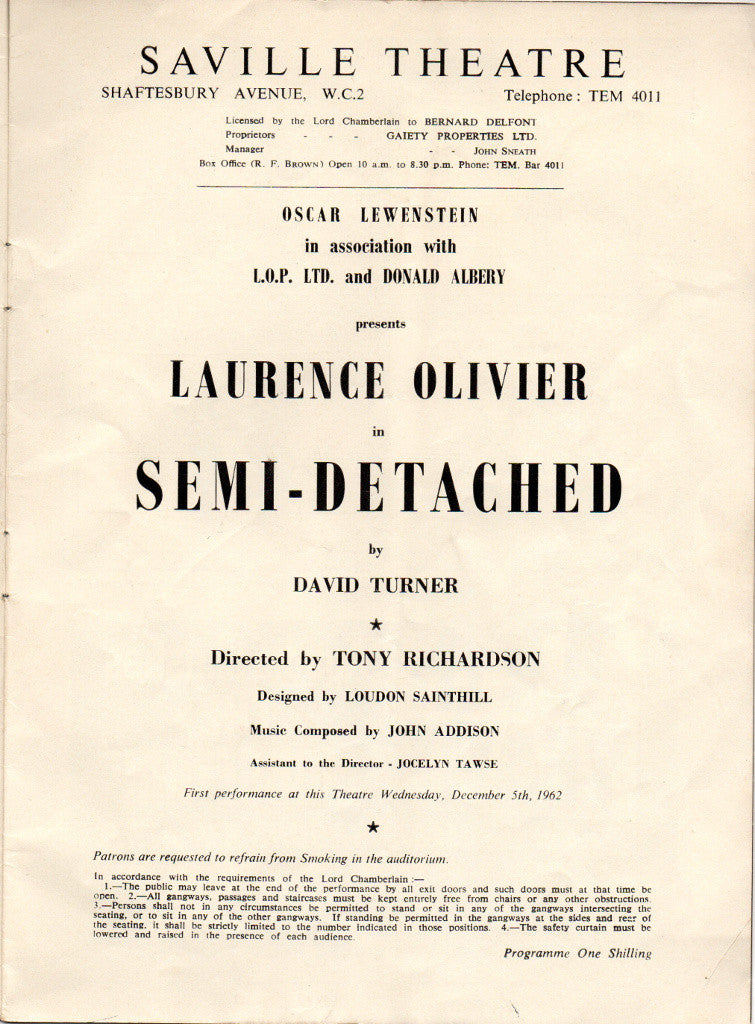 SAVILLE THEATRE
SHAFTESBURY AVENUE, W.C.2 Telephone: TEM 4011
Licensed by the Lord Chamberlain to BERNARD DELFONT
Proprietors - - - GAIETY PROPERTIES LTD.
Manager - - JOHN SNEATH
Box Office (R. F. BROWN) Open 10 a.m. to 8.30 p.m. Phone: TEM. Bar 4011
OSCAR LEWENSTEIN
in association with
L.O.P. LTD. and DONALD ALBERY
presents
LAURENCE OLIVIER
in
SEMI-DETACHED
by
DAVID TURNER
★
Directed by TONY RICHARDSON
Designed by LOUDON SAINTHILL
Music Composed by JOHN ADDISON
Assistant to the Director - JOCELYN TAWSE
First performance at this Theatre Wednesday, December 5th, 1962
★
Patrons are requested to refrain from Smoking in the auditorium.
In accordance with the requirements of the Lord Chamberlain:—
1.—The public may leave at the end of the performance by all exit doors and such doors must at that time be
open. 2.—All gangways, passages and staircases must be kept entirely free from chairs or any other obstructions.
3.—Persons shall not in any circumstances be permitted to stand or sit in any of the gangways intersecting the
seating, or to sit in any of the other gangways. If standing be permitted in the gangways at the sides and rear of
the seating, it shall be strictly limited to the number indicated in those positions. 4.—The safety curtain must be
lowered and raised in the presence of each audience.
Programme One Shilling